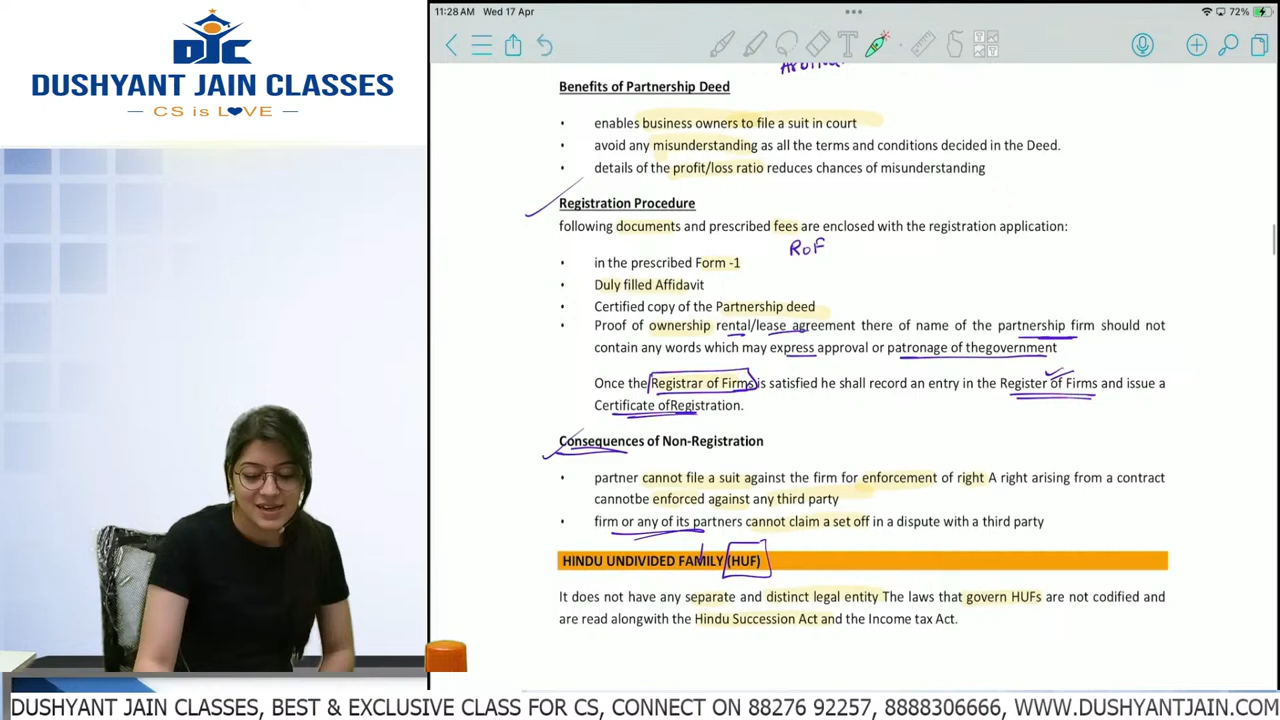 11:28 AM Wed 17 Apr
72%
DJC
DUSHYANT JAIN CLASSES
— CS is LOVE —
Benefits of Partnership Deed
• enables business owners to file a suit in court
• avoid any misunderstanding as all the terms and conditions decided in the Deed.
• details of the profit/loss ratio reduces chances of misunderstanding
Registration Procedure
following documents and prescribed fees are enclosed with the registration application:
RoF
• in the prescribed Form -1
• Duly filled Affidavit
• Certified copy of the Partnership deed
• Proof of ownership rental/lease agreement there of name of the partnership firm should not
contain any words which may express approval or patronage of thegovernment
Once the Registrar of Firms is satisfied he shall record an entry in the Register of Firms and issue a
Certificate ofRegistration.
Consequences of Non-Registration
• partner cannot file a suit against the firm for enforcement of right A right arising from a contract
cannotbe enforced against any third party
• firm or any of its partners cannot claim a set off in a dispute with a third party
HINDU UNDIVIDED FAMILY (HUF)
It does not have any separate and distinct legal entity The laws that govern HUFs are not codified and
are read alongwith the Hindu Succession Act and the Income tax Act.
DUSHYANT JAIN CLASSES, BEST & EXCLUSIVE CLASS FOR CS, CONNECT ON 88276 92257, 8888306666, WWW.DUSHYANTJAIN.COM